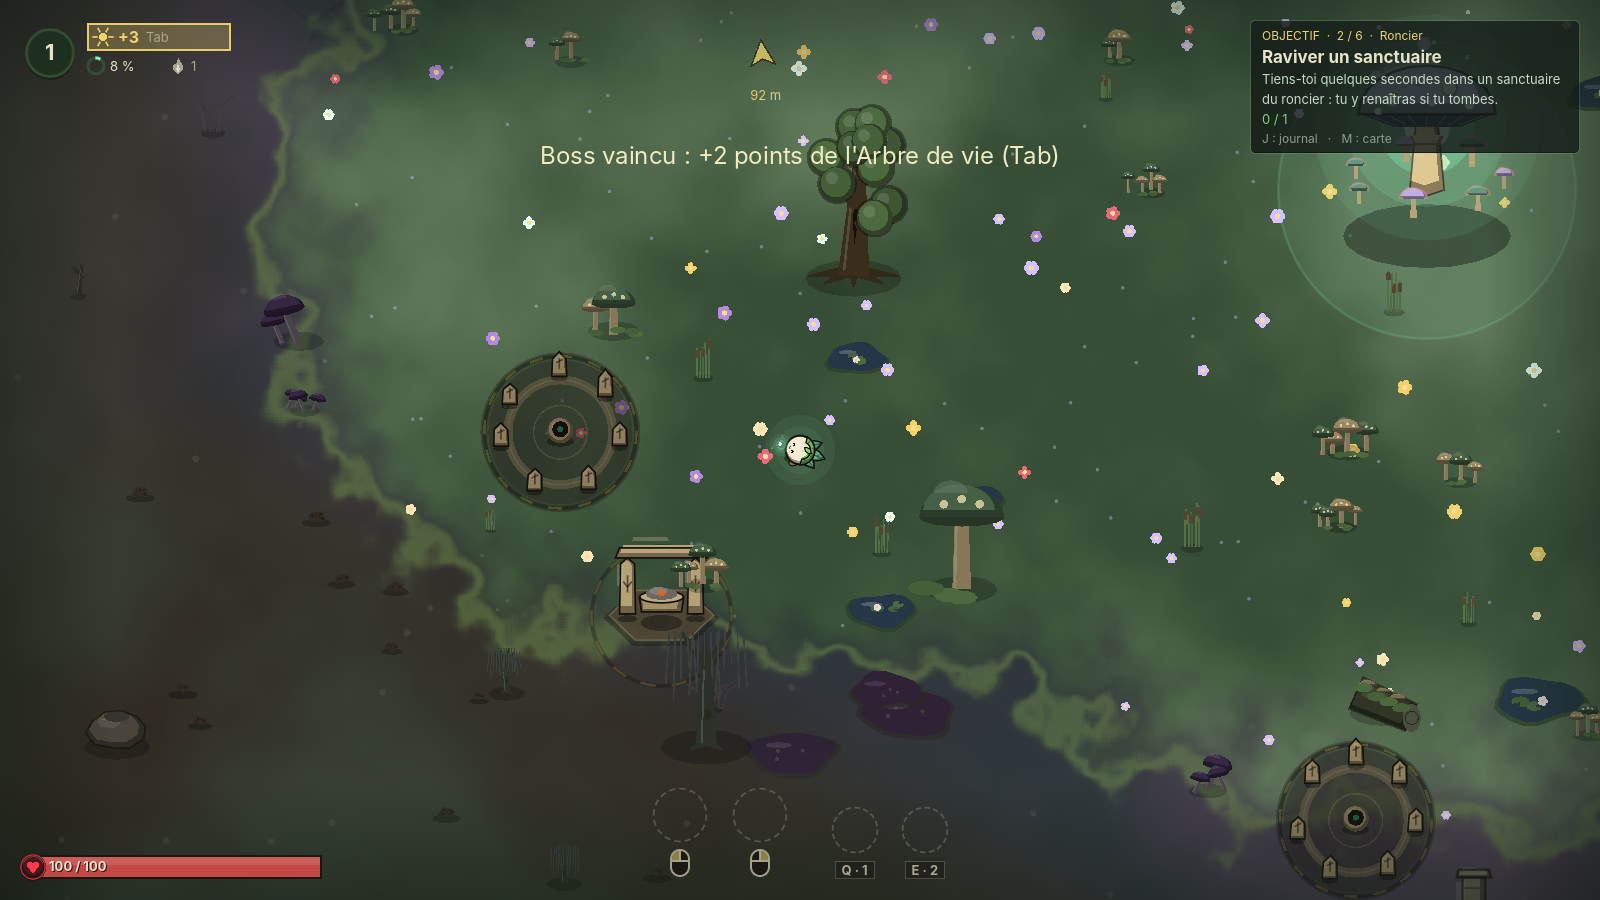 1
+3 Tab
8 %
1
92 m
Boss vaincu : +2 points de l'Arbre de vie (Tab)
OBJECTIF · 2 / 6 · Roncier
Raviver un sanctuaire
Tiens-toi quelques secondes dans un sanctuaire
du roncier : tu y renaîtras si tu tombes.
0 / 1
J : journal · M : carte
100 / 100
Q · 1
E · 2